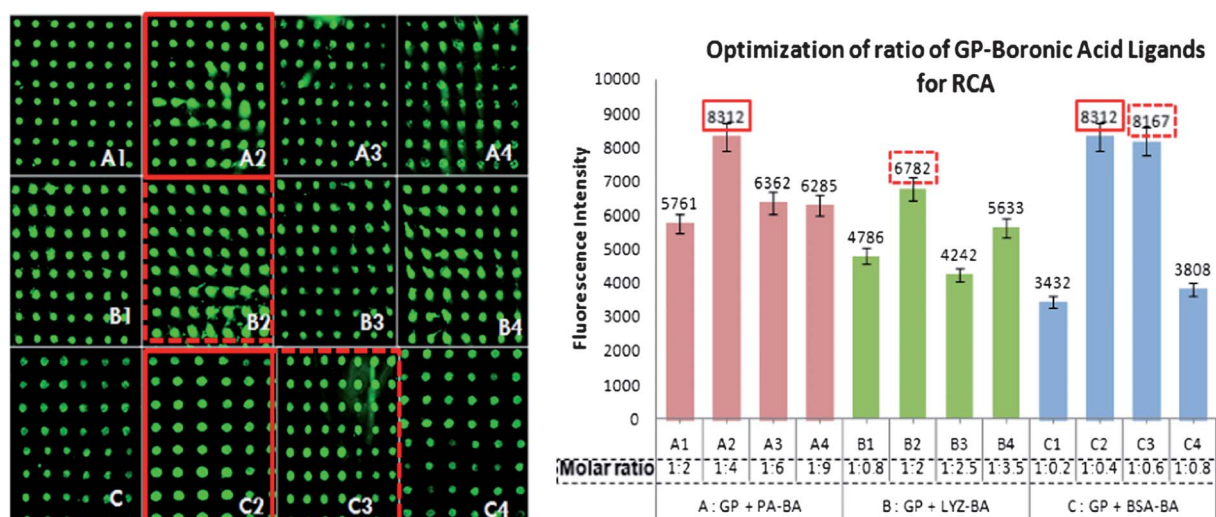 A1
A2
A3
A4
B1
B2
B3
B4
C
C2
C3
C4
Optimization of ratio of GP-Boronic Acid Ligands
for RCA
Fluorescence Intensity
10000
9000
8000
7000
6000
5000
4000
3000
2000
1000
0
5761
8312
6362
6285
4786
6782
4242
5633
3432
8312
8167
3808
A1 A2 A3 A4 B1 B2 B3 B4 C1 C2 C3 C4
Molar ratio 1:2 1:4 1:6 1:9 1:0.8 1:2 1:2.5 1:3.5 1:0.2 1:0.4 1:0.6 1:0.8
A : GP + PA-BA B : GP + LYZ-BA C : GP + BSA-BA